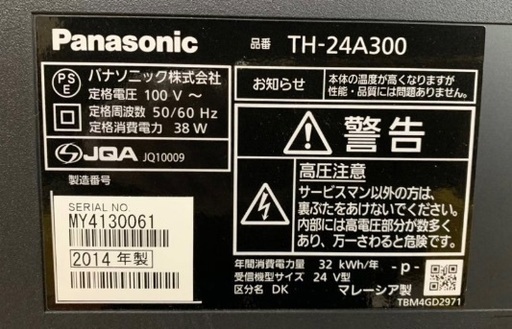 Panasonic 品番 TH-24A300
PS
E
パナソニック株式会社
定格電圧 100 V ～
定格周波数 50/60 Hz
定格消費電力 38 W
お知らせ
本体の温度が高くなりますが
性能・品質には問題ありません。
JQA JQ10009
製造番号
SERIAL NO.
MY4130061
2014 年製
警告
高圧注意
サービスマン以外の方は、
裏ぶたをあけないでください。
内部には高電圧部分が数多く
あり、万一さわると危険です。
年間消費電力量 32 kWh/年
受信機型サイズ 24 V型
区分名 DK
-p-
マレーシア製
TBM4GD2971